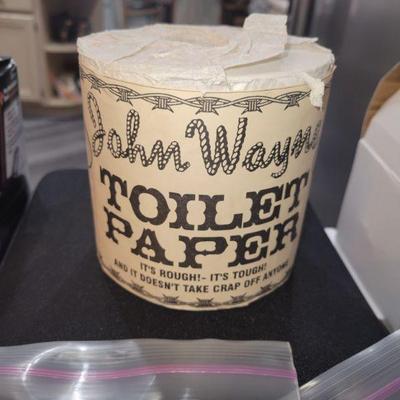 John Wayne
TOILET
PAPER
IT'S ROUGH! - IT'S TOUGH!
AND IT DOESN'T TAKE CRAP OFF ANYONE